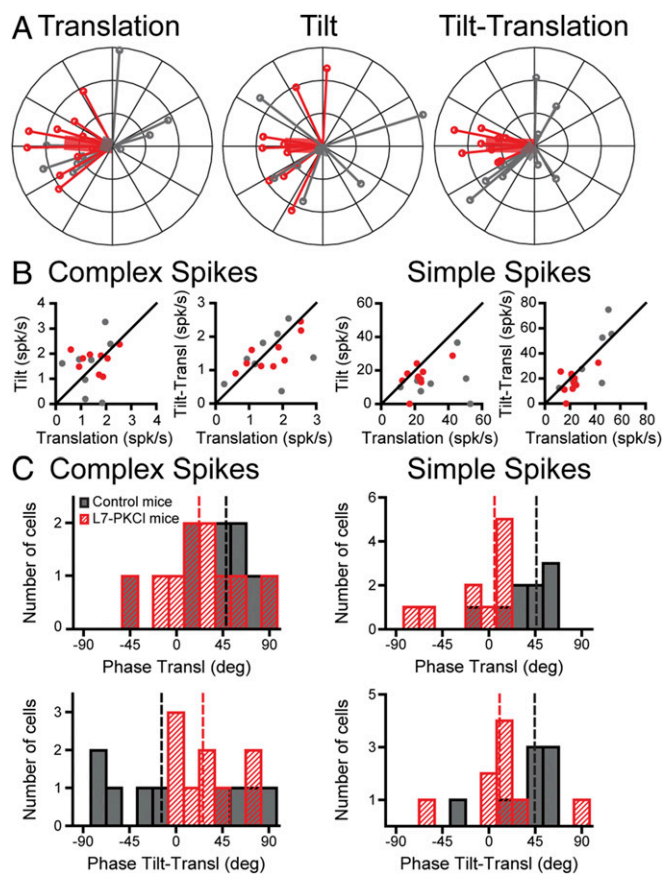 A Translation Tilt Tilt-Translation
B Complex Spikes Simple Spikes
Tilt (spk/s)
4
3
2
1
0
0 1 2 3 4
Translation (spk/s)
Tilt-Transl (spk/s)
3
2
1
0
0 1 2 3
Translation (spk/s)
Tilt (spk/s)
60
40
20
0
0 20 40 60
Translation (spk/s)
Tilt-Transl (spk/s)
80
60
40
20
0
0 20 40 60 80
Translation (spk/s)
C Complex Spikes Simple Spikes
Number of cells
2
1
0
Control mice
L7-PKCI mice
-90 -45 0 45 90
Phase Transl (deg)
Number of cells
6
4
2
0
-90 -45 0 45 90
Phase Transl (deg)
Number of cells
3
2
1
0
-90 -45 0 45 90
Phase Tilt-Transl (deg)
Number of cells
5
3
1
-90 -45 0 45 90
Phase Tilt-Transl (deg)